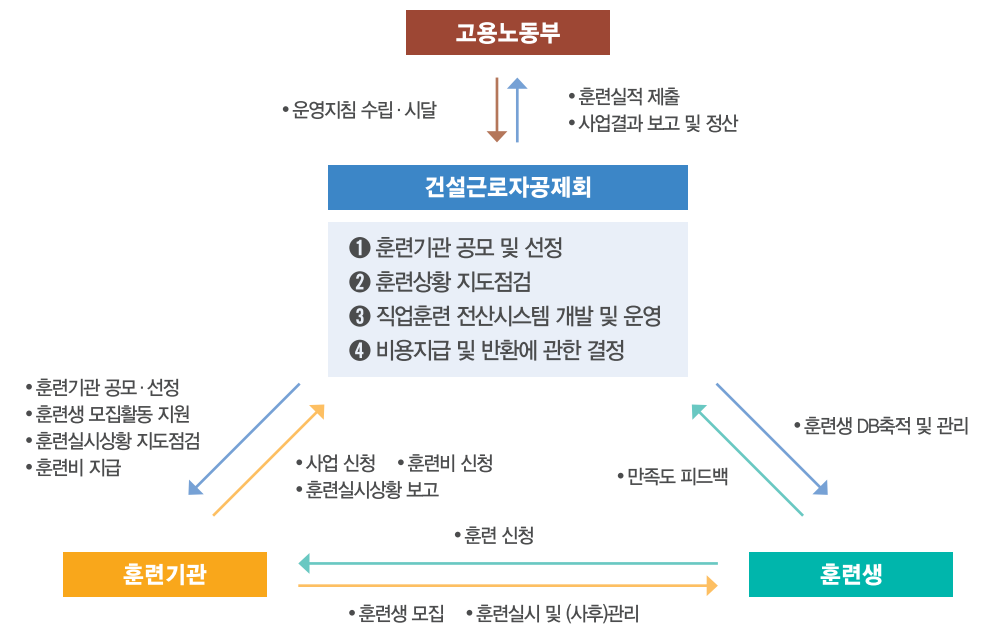 고용노동부
• 운영지침 수립 · 시달
• 훈련실적 제출
• 사업결과 보고 및 정산
건설근로자공제회
❶ 훈련기관 공모 및 선정
❷ 훈련상황 지도점검
❸ 직업훈련 전산시스템 개발 및 운영
❹ 비용지급 및 반환에 관한 결정
• 훈련기관 공모 · 선정
• 훈련생 모집활동 지원
• 훈련실시상황 지도점검
• 훈련비 지급
• 사업 신청 • 훈련비 신청
• 훈련실시상황 보고
• 훈련생 DB축적 및 관리
• 만족도 피드백
• 훈련 신청
훈련기관
훈련생
• 훈련생 모집 • 훈련실시 및 (사후)관리